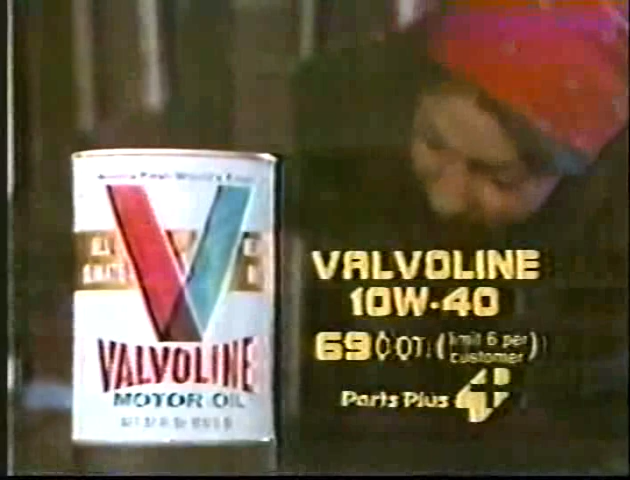 VALVOLINE
MOTOR OIL
VALVOLINE
10W-40
69¢ QT. (limit 6 per
customer)
Parts Plus